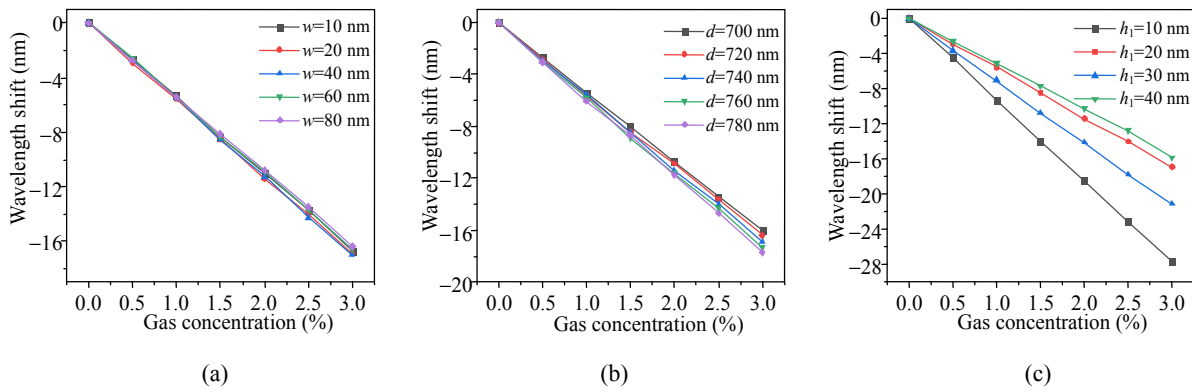 w=10 nm
w=20 nm
w=40 nm
w=60 nm
w=80 nm
0
−4
−8
−12
−16
Wavelength shift (nm)
0.0 0.5 1.0 1.5 2.0 2.5 3.0
Gas concentration (%)
(a)
d=700 nm
d=720 nm
d=740 nm
d=760 nm
d=780 nm
0
−4
−8
−12
−16
−20
Wavelength shift (nm)
0.0 0.5 1.0 1.5 2.0 2.5 3.0
Gas concentration (%)
(b)
h₁=10 nm
h₁=20 nm
h₁=30 nm
h₁=40 nm
0
−4
−8
−12
−16
−20
−24
−28
Wavelength shift (nm)
0.0 0.5 1.0 1.5 2.0 2.5 3.0
Gas concentration (%)
(c)